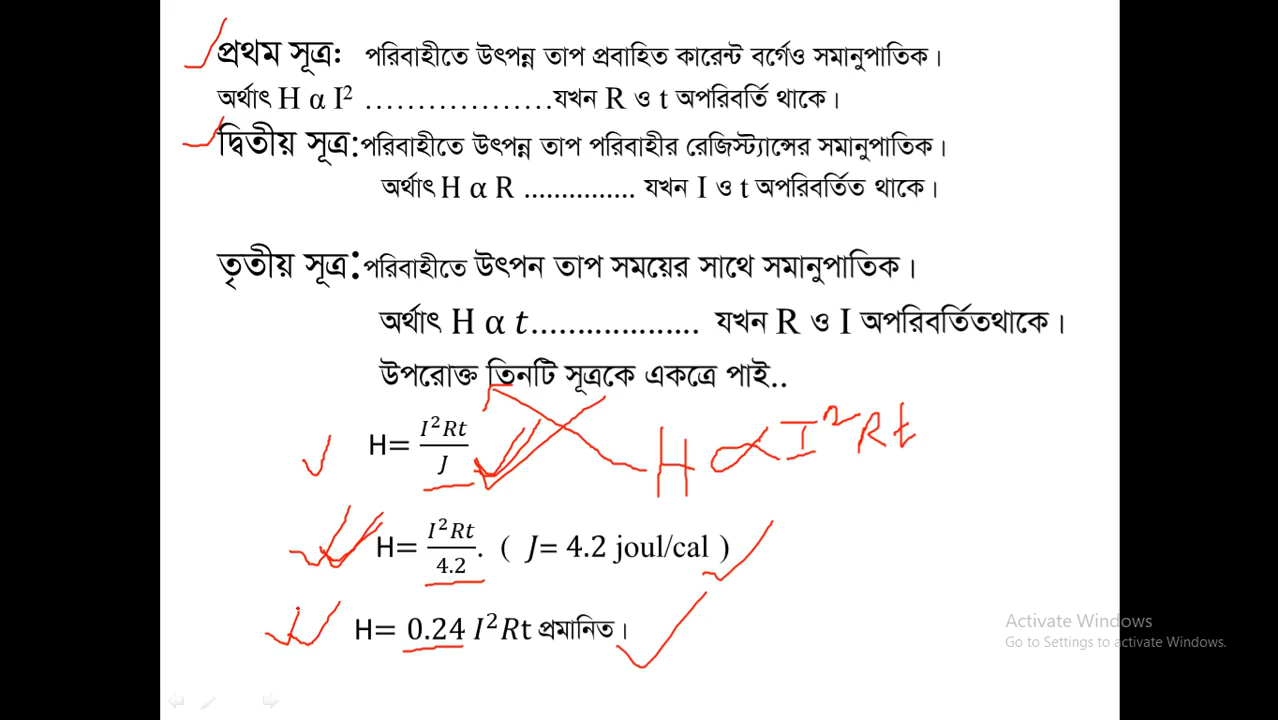 প্রথম সূত্রঃ পরিবাহীতে উৎপন্ন তাপ প্রবাহিত কারেন্ট বর্গেও সমানুপাতিক।
অর্থাৎ H α I² ...................যখন R ও t অপরিবর্তি থাকে।
দ্বিতীয় সূত্র:পরিবাহীতে উৎপন্ন তাপ পরিবাহীর রেজিস্ট্যান্সের সমানুপাতিক।
অর্থাৎ H α R ............... যখন I ও t অপরিবর্তিত থাকে।
তৃতীয় সূত্র:পরিবাহীতে উৎপন তাপ সময়ের সাথে সমানুপাতিক।
অর্থাৎ H α t.................... যখন R ও I অপরিবর্তিতথাকে।
উপরোক্ত তিনটি সূত্রকে একত্রে পাই..
H= I²Rt/J H ∝ I²Rt
H= I²Rt/4.2. ( J= 4.2 joul/cal )
H= 0.24 I²Rt প্রমানিত।
Activate Windows
Go to Settings to activate Windows.